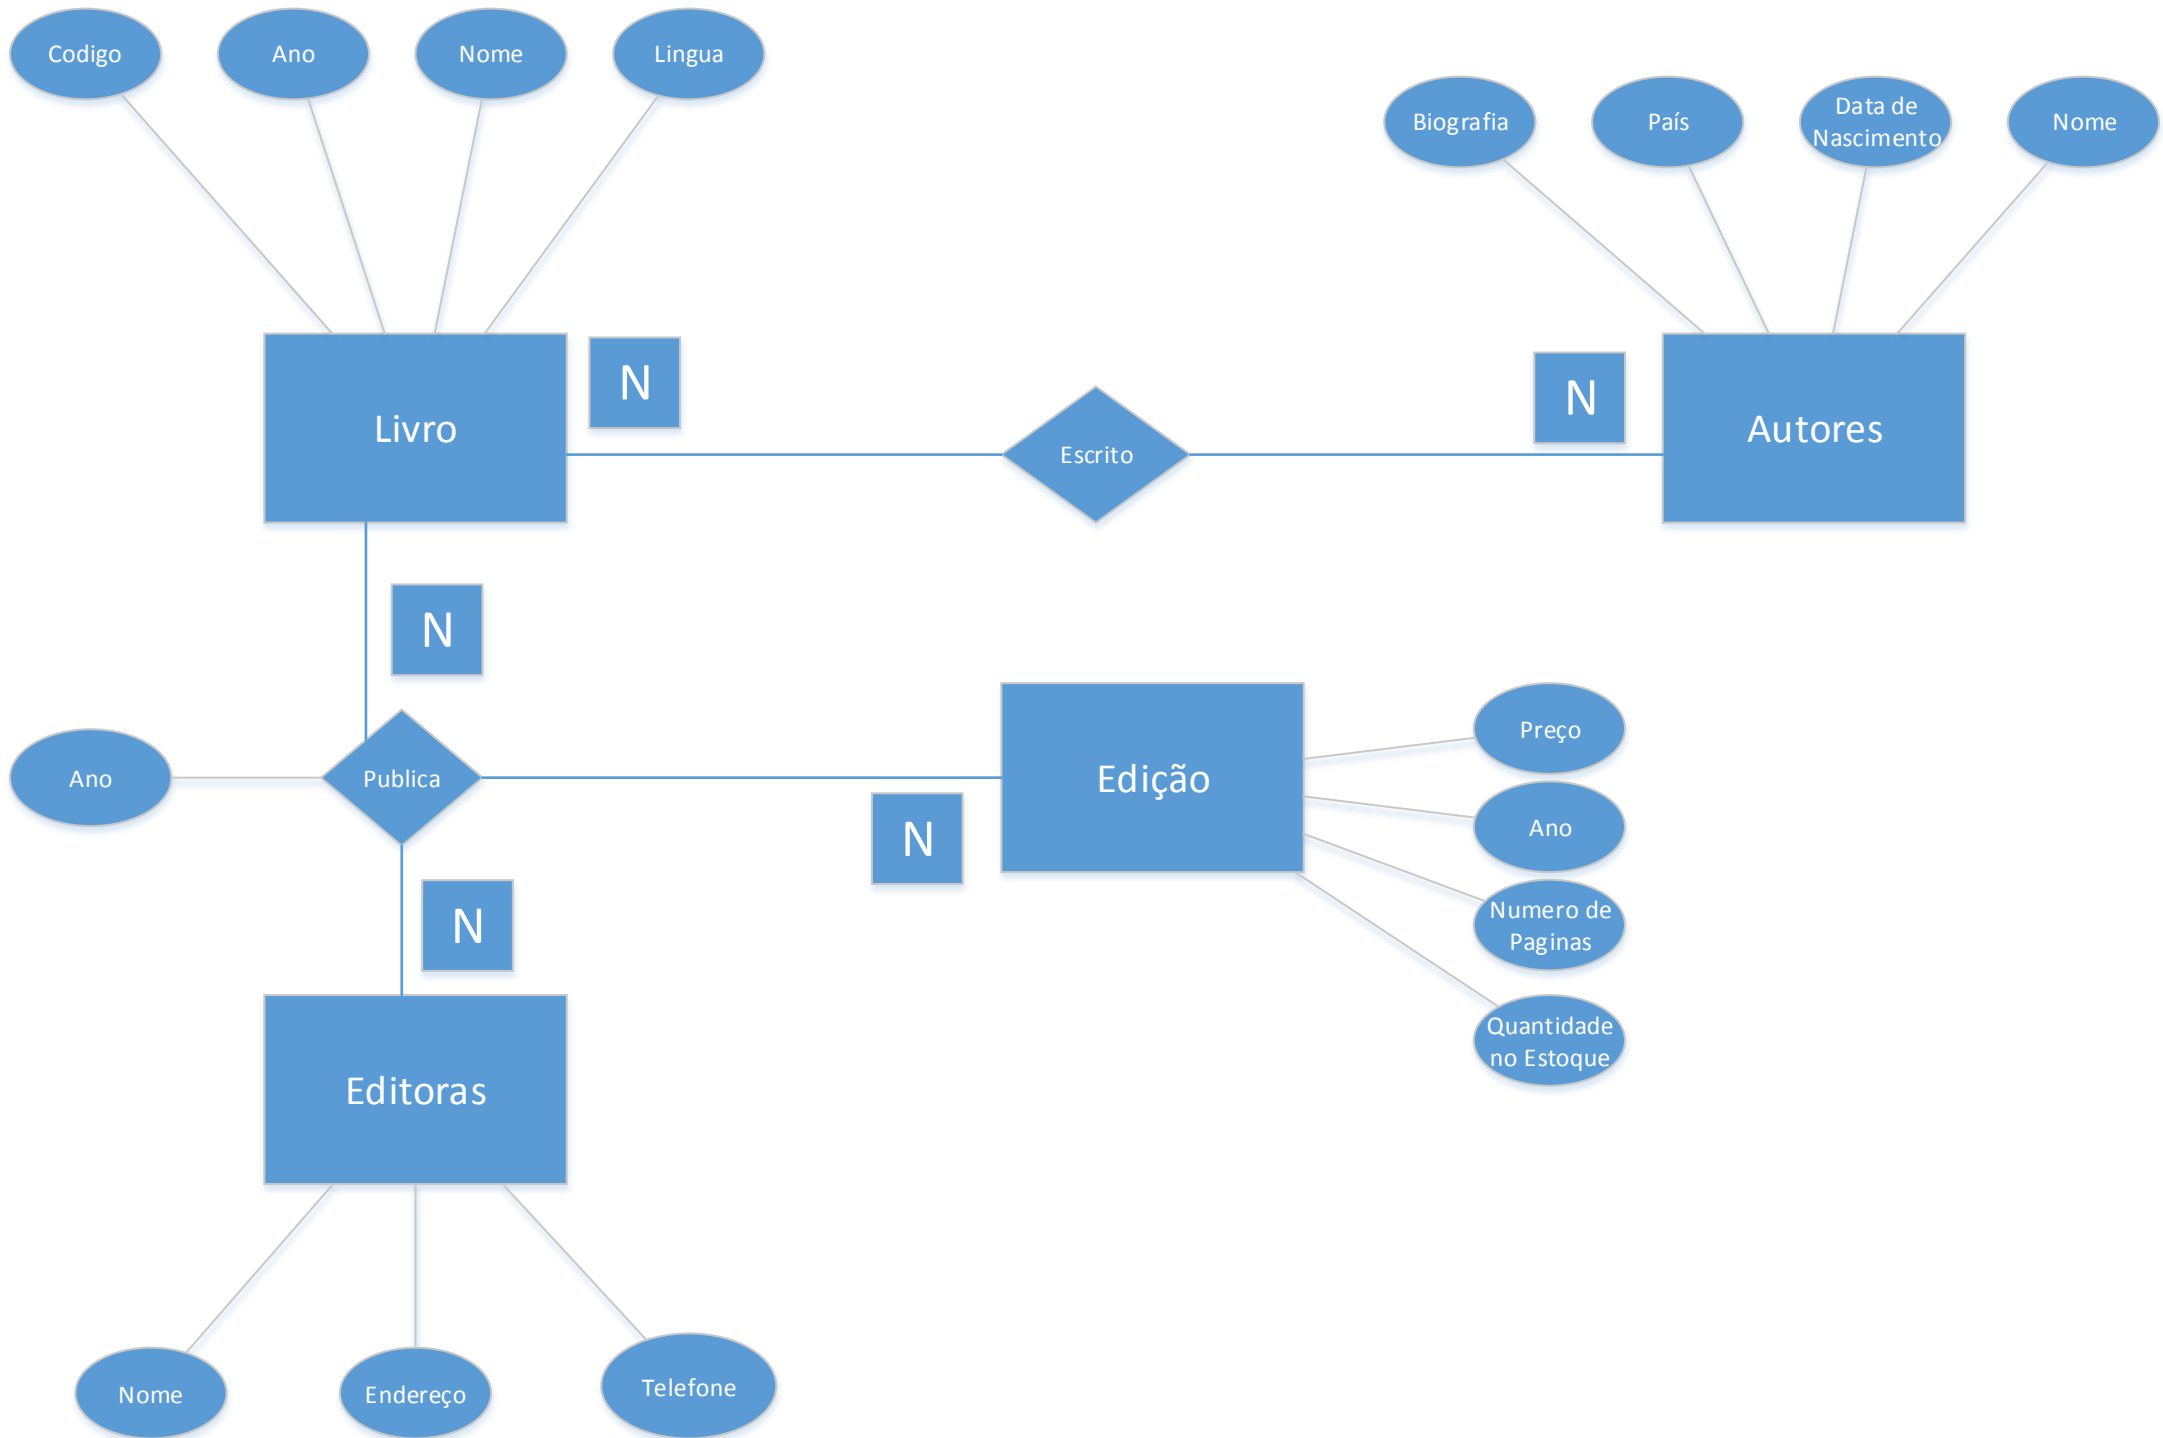 Codigo
Ano
Nome
Lingua
Biografia
País
Data de
Nascimento
Nome
Livro
N
Escrito
N
Autores
N
Ano
Publica
N
Edição
Preço
Ano
Numero de
Paginas
Quantidade
no Estoque
N
Editoras
Nome
Endereço
Telefone